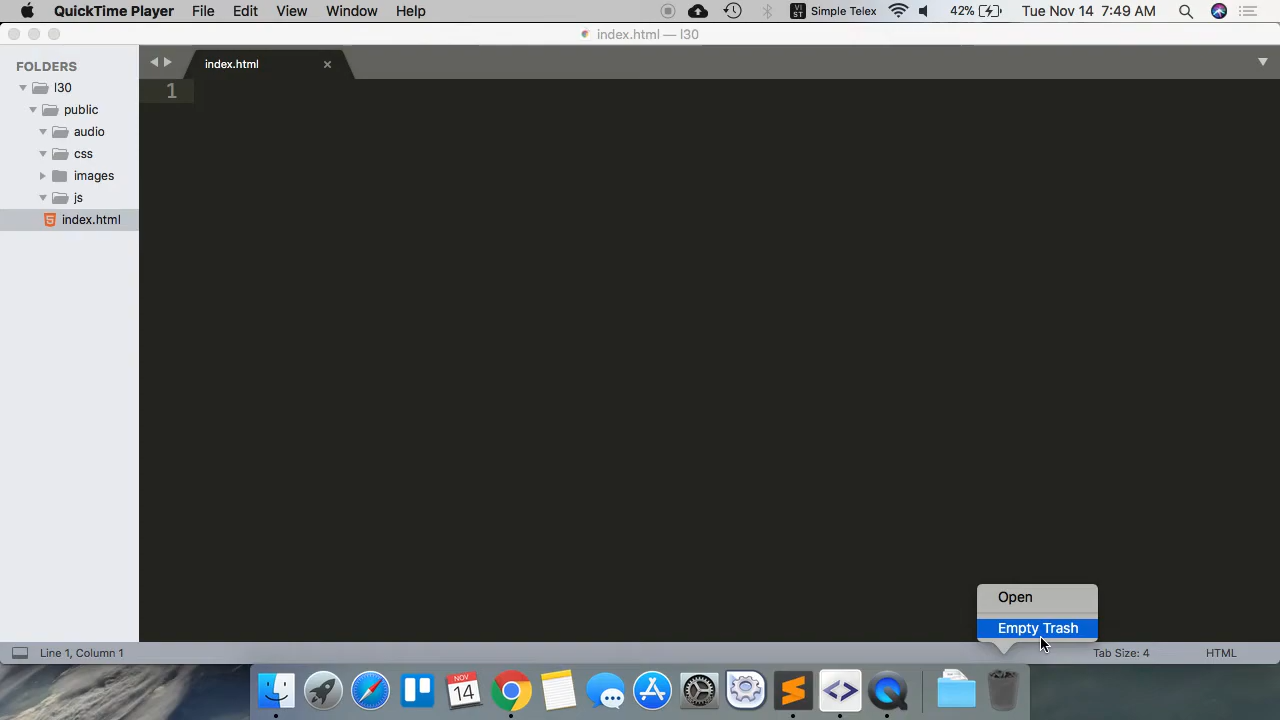 QuickTime Player File Edit View Window Help VI ST Simple Telex 42% Tue Nov 14 7:49 AM
index.html — l30
FOLDERS
index.html
l30
1
public
audio
css
images
js
index.html
Open
Empty Trash
Line 1, Column 1
Tab Size: 4
HTML
NOV
14